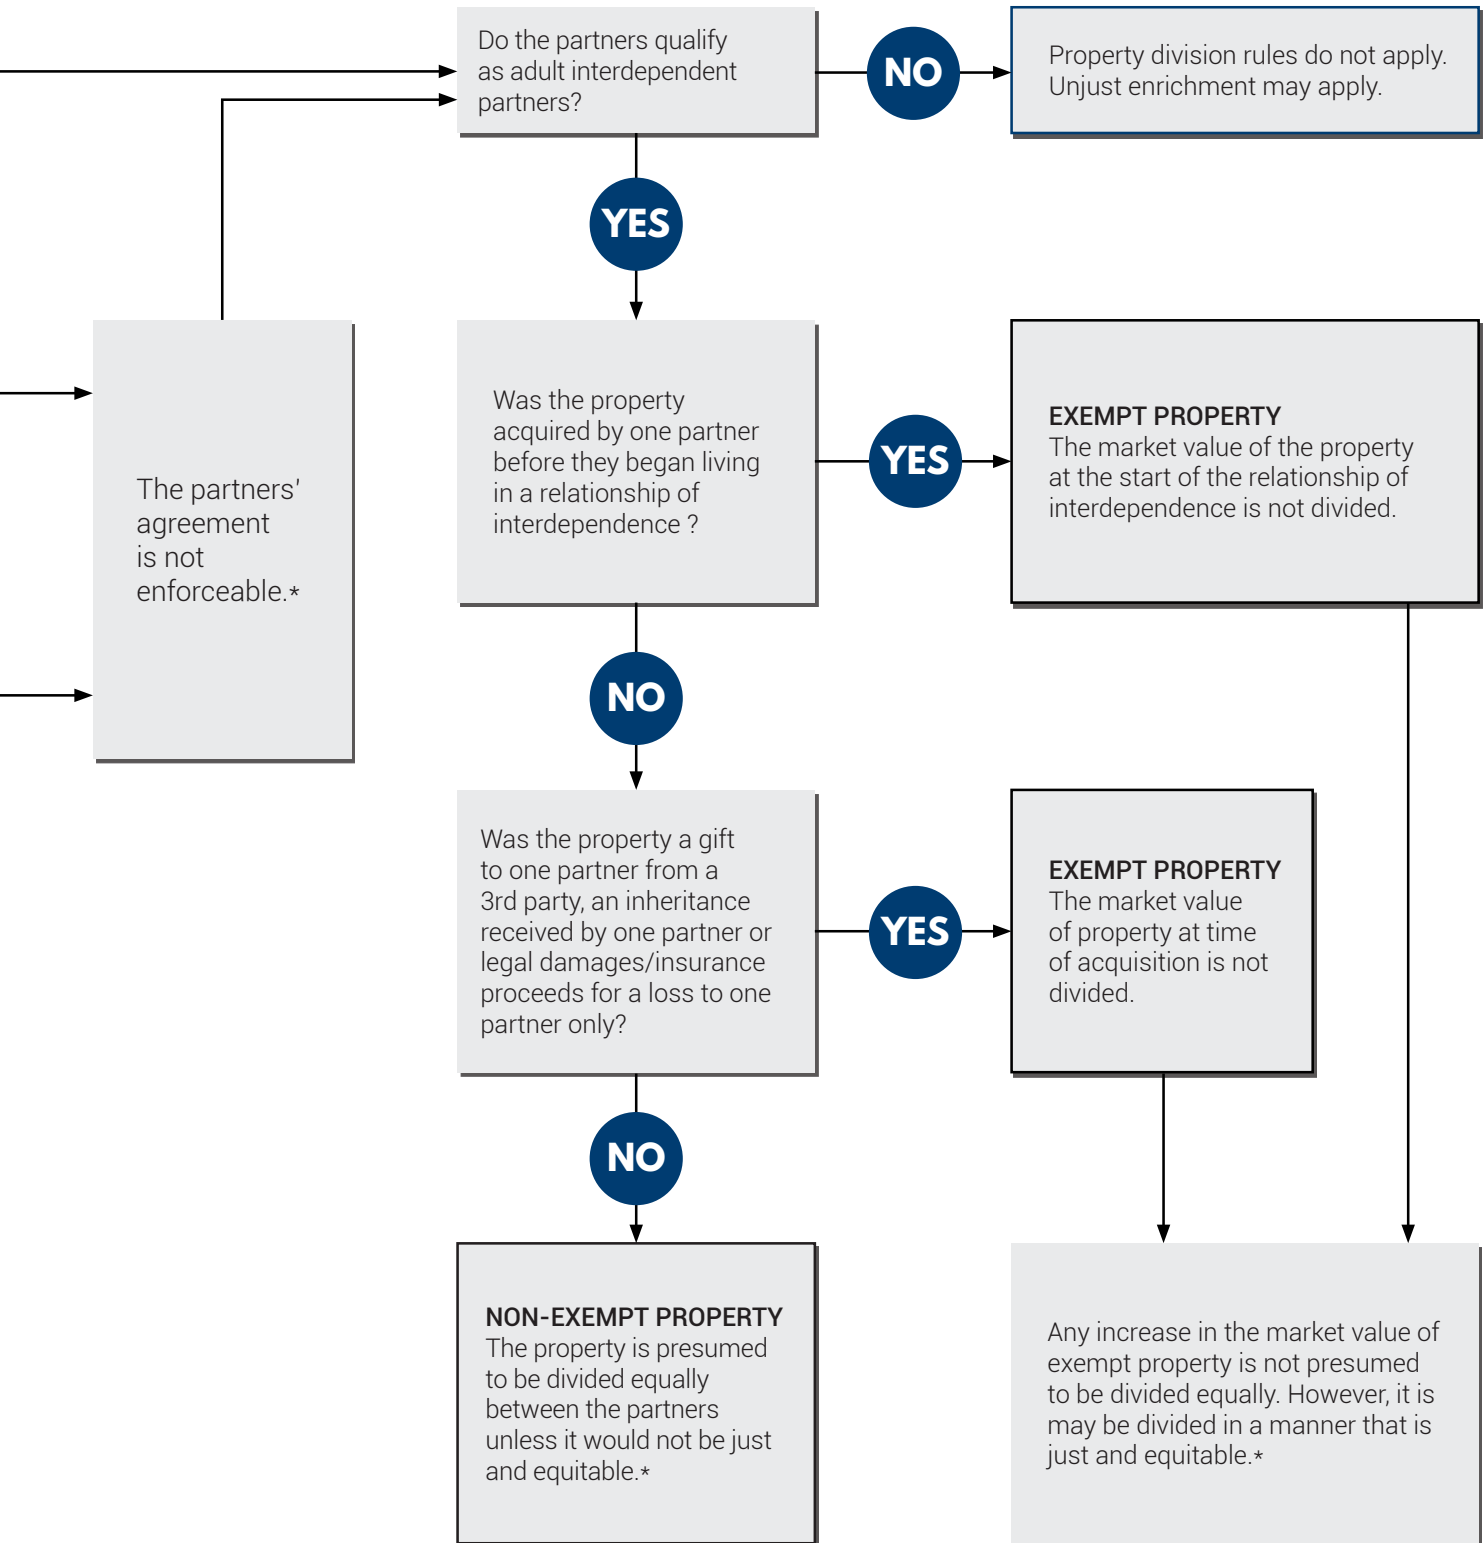 Do the partners qualify
as adult interdependent
partners?
NO
Property division rules do not apply.
Unjust enrichment may apply.
YES
The partners'
agreement
is not
enforceable.*
Was the property
acquired by one partner
before they began living
in a relationship of
interdependence ?
YES
EXEMPT PROPERTY
The market value of the property
at the start of the relationship of
interdependence is not divided.
NO
Was the property a gift
to one partner from a
3rd party, an inheritance
received by one partner or
legal damages/insurance
proceeds for a loss to one
partner only?
YES
EXEMPT PROPERTY
The market value
of property at time
of acquisition is not
divided.
NO
NON-EXEMPT PROPERTY
The property is presumed
to be divided equally
between the partners
unless it would not be just
and equitable.*
Any increase in the market value of
exempt property is not presumed
to be divided equally. However, it is
may be divided in a manner that is
just and equitable.*